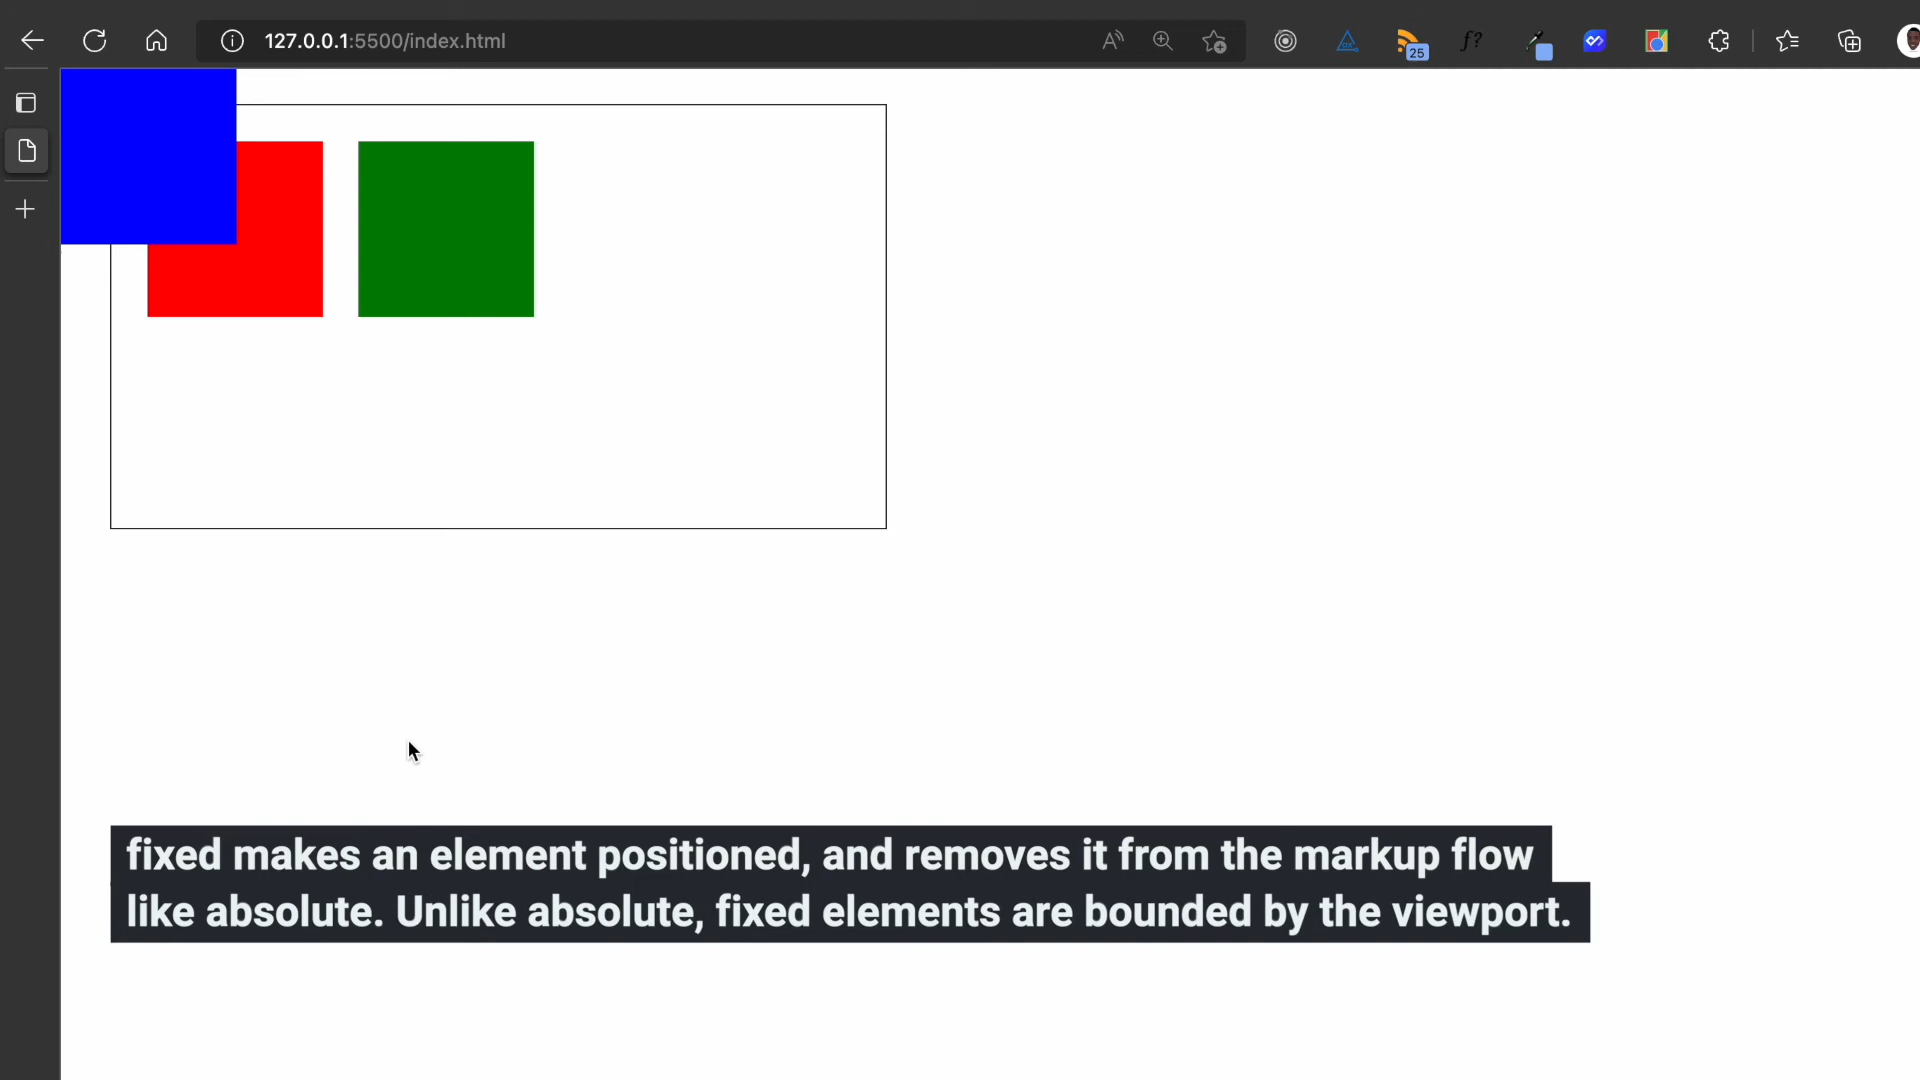 127.0.0.1:5500/index.html
A
25
f?
fixed makes an element positioned, and removes it from the markup flow
like absolute. Unlike absolute, fixed elements are bounded by the viewport.